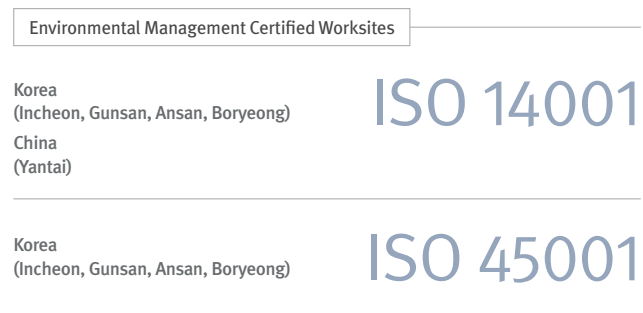 Environmental Management Certified Worksites
Korea
(Incheon, Gunsan, Ansan, Boryeong)
China
(Yantai)
ISO 14001
Korea
(Incheon, Gunsan, Ansan, Boryeong)
ISO 45001